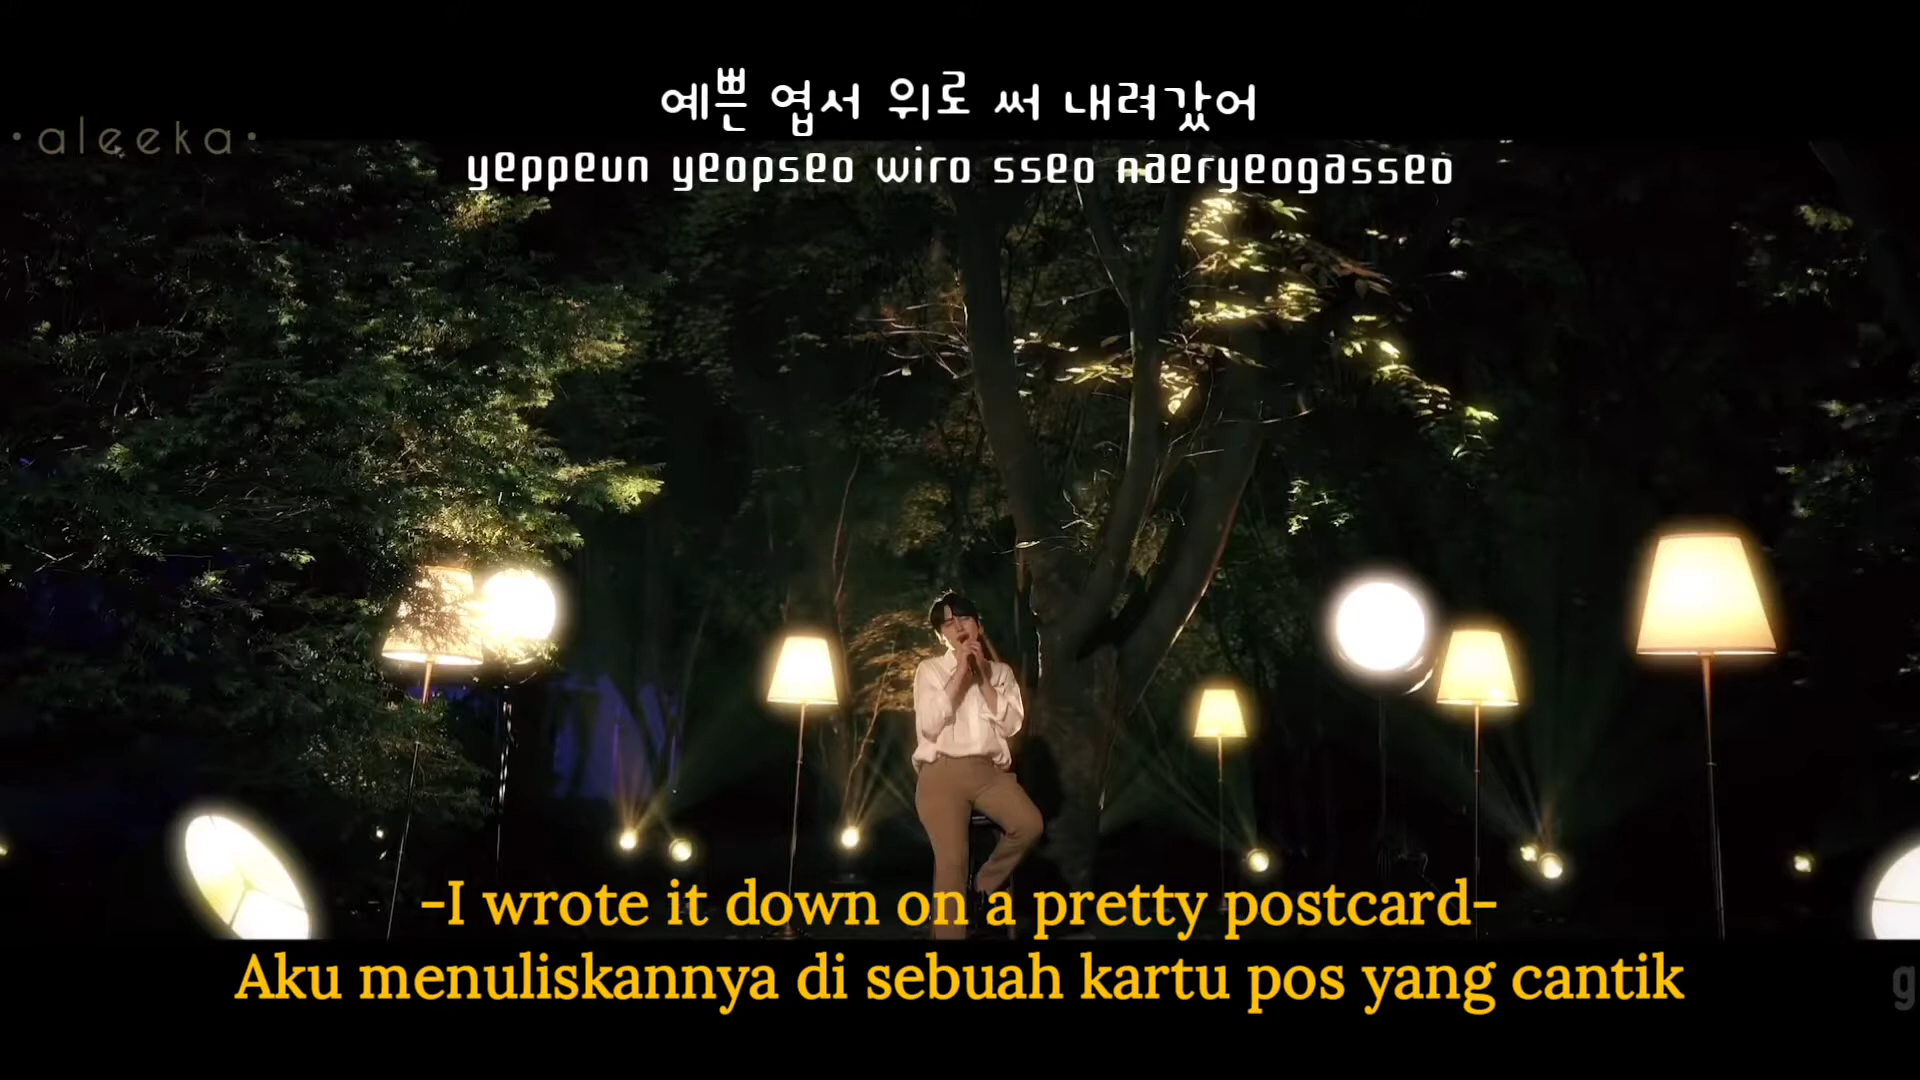 예쁜 엽서 위로 써 내려갔어
·aleeka·
yeppeun yeopseo wiro sseo naeryeogasseo
-I wrote it down on a pretty postcard-
Aku menuliskannya di sebuah kartu pos yang cantik
g